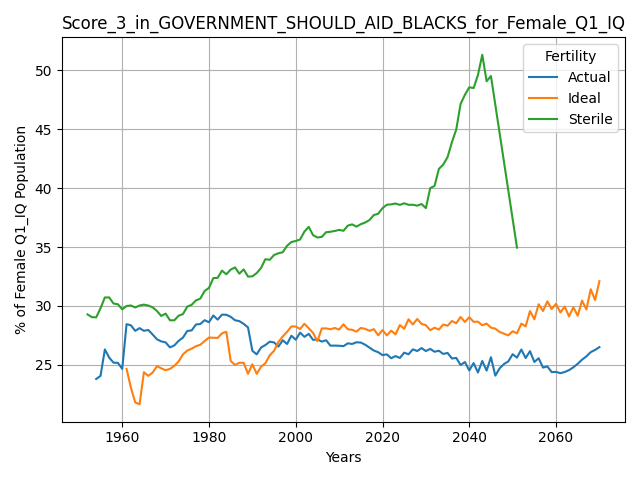 Score_3_in_GOVERNMENT_SHOULD_AID_BLACKS_for_Female_Q1_IQ
Fertility
Actual
Ideal
Sterile
% of Female Q1_IQ Population
50
45
40
35
30
25
1960
1980
2000
2020
2040
2060
Years